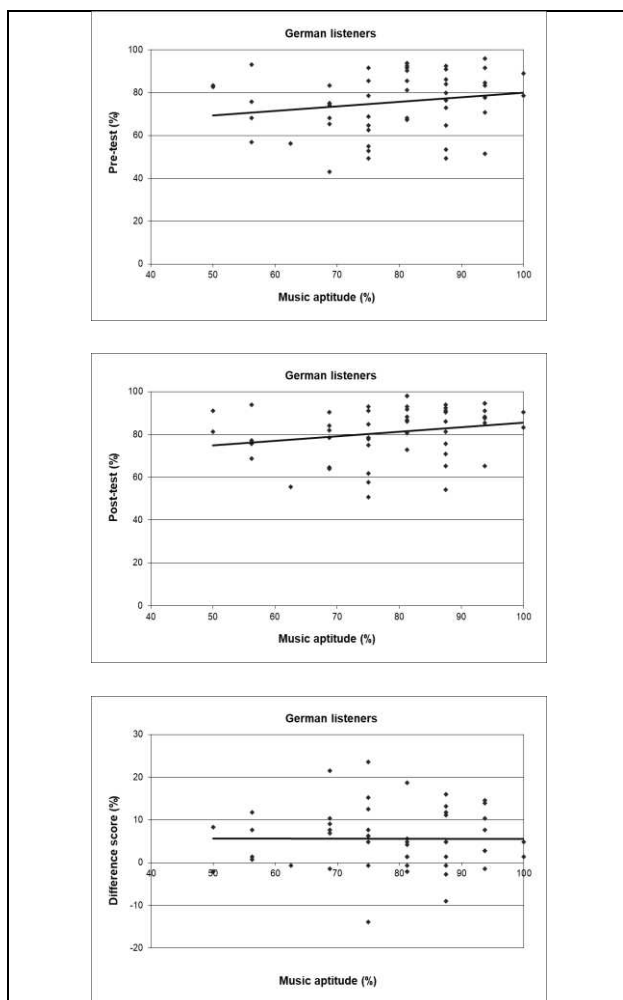 German listeners
100
80
60
40
20
0
Pre-test (%)
40 50 60 70 80 90 100
Music aptitude (%)
German listeners
100
80
60
40
20
0
Post-test (%)
40 50 60 70 80 90 100
Music aptitude (%)
German listeners
30
20
10
0
-10
-20
Difference score (%)
40 50 60 70 80 90 100
Music aptitude (%)